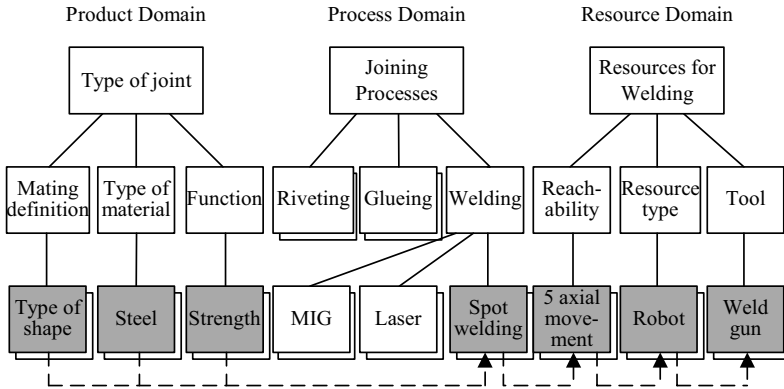 Product Domain
Process Domain
Resource Domain
Type of joint
Joining
Processes
Resources for
Welding
Mating
definition
Type of
material
Function
Riveting
Glueing
Welding
Reach-
ability
Resource
type
Tool
Type of
shape
Steel
Strength
MIG
Laser
Spot
welding
5 axial
move-
ment
Robot
Weld
gun